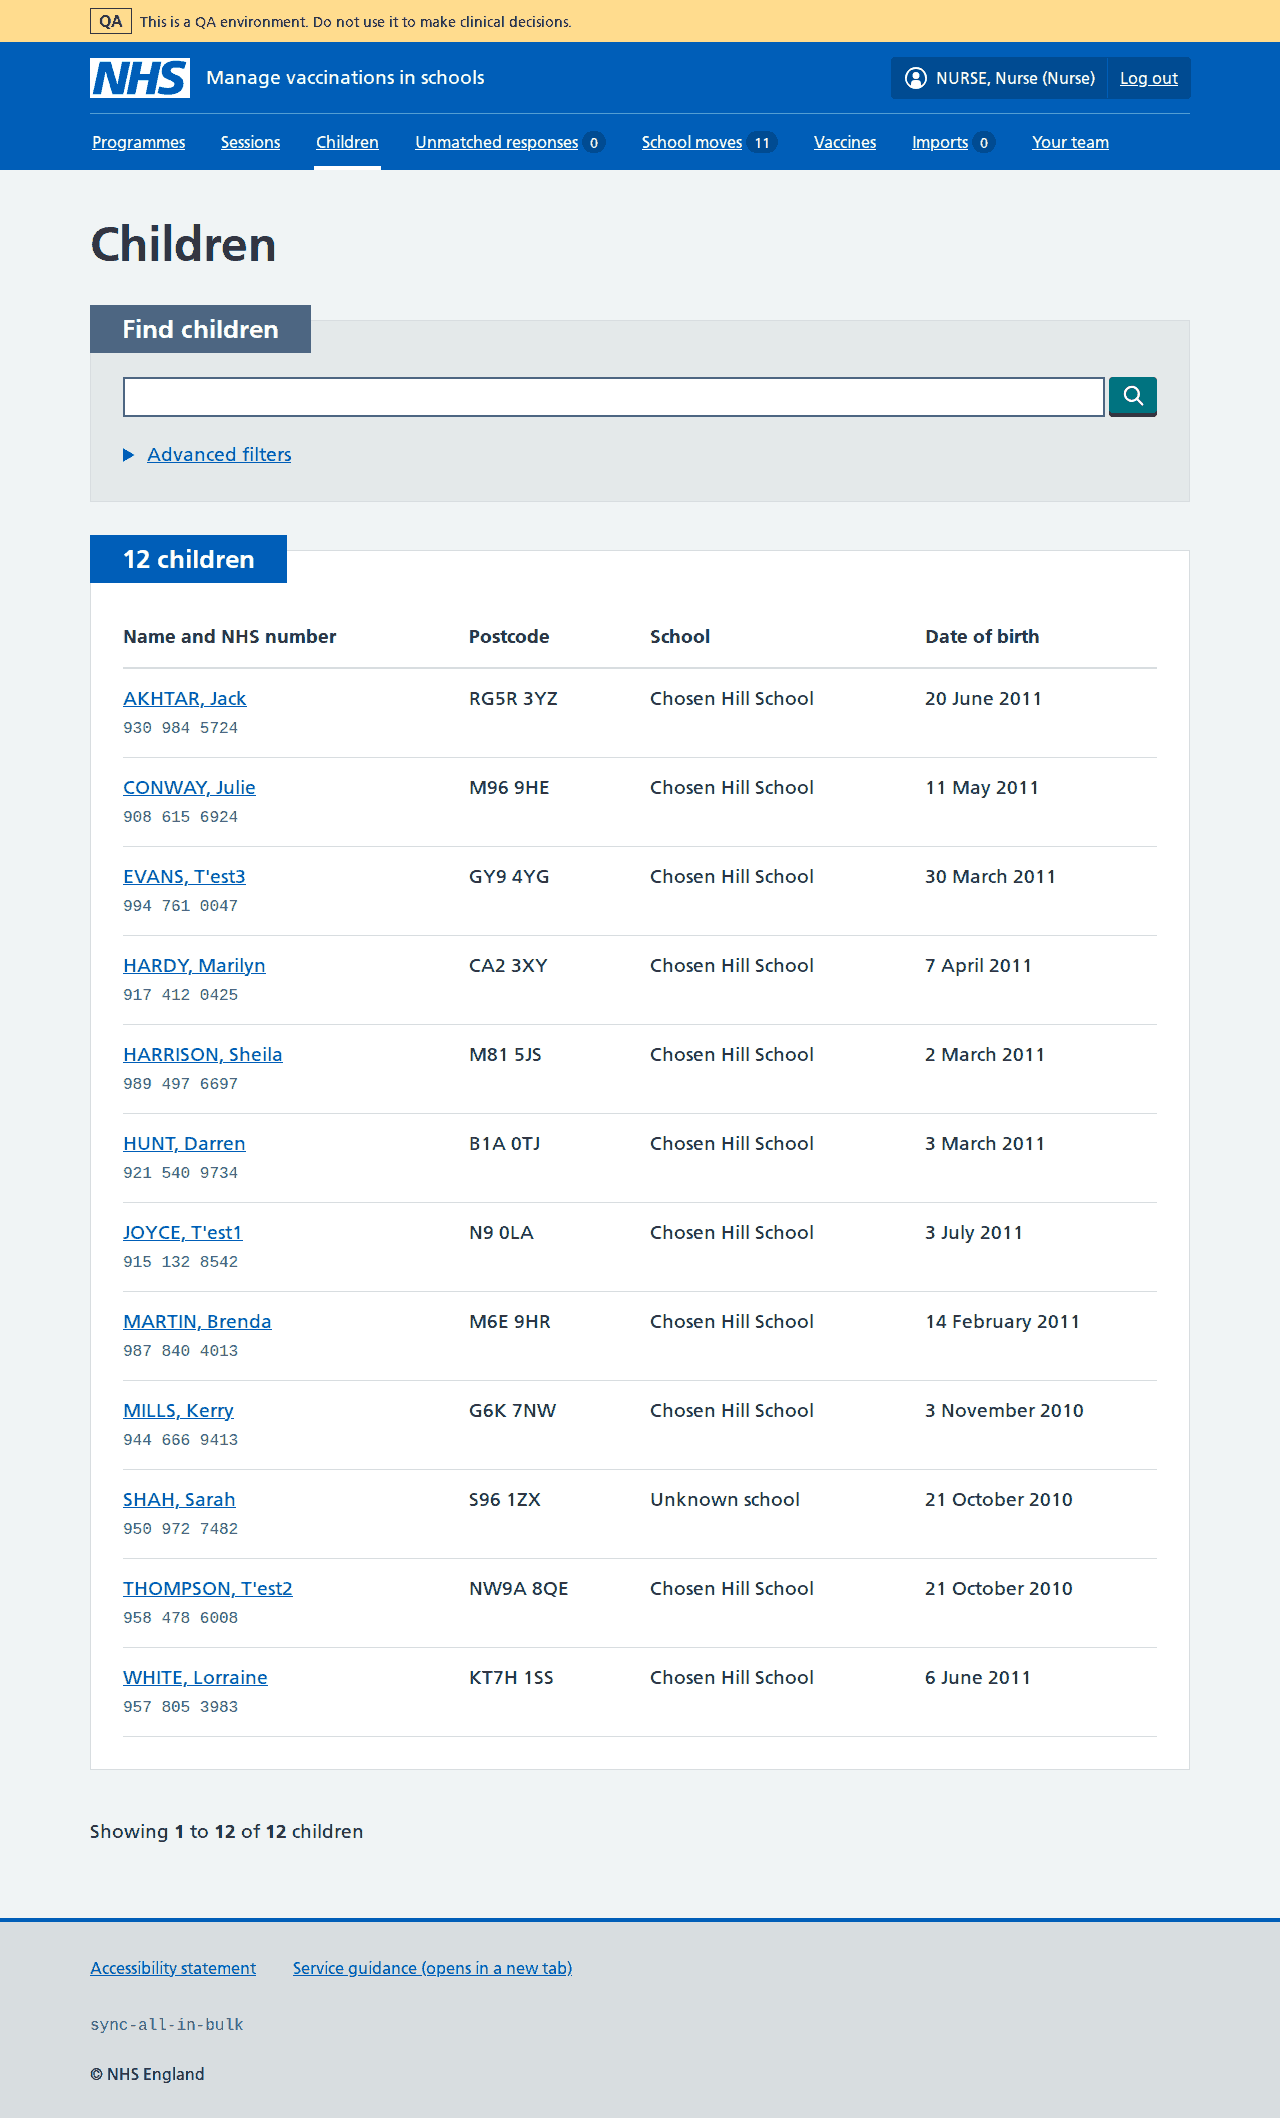 QA This is a QA environment. Do not use it to make clinical decisions.
NHS Manage vaccinations in schools NURSE, Nurse (Nurse) Log out
Programmes Sessions Children Unmatched responses 0 School moves 11 Vaccines Imports 0 Your team
Children
Find children
Advanced filters
12 children
Name and NHS number Postcode School Date of birth
AKHTAR, Jack RG5R 3YZ Chosen Hill School 20 June 2011
930 984 5724
CONWAY, Julie M96 9HE Chosen Hill School 11 May 2011
908 615 6924
EVANS, T'est3 GY9 4YG Chosen Hill School 30 March 2011
994 761 0047
HARDY, Marilyn CA2 3XY Chosen Hill School 7 April 2011
917 412 0425
HARRISON, Sheila M81 5JS Chosen Hill School 2 March 2011
989 497 6697
HUNT, Darren B1A 0TJ Chosen Hill School 3 March 2011
921 540 9734
JOYCE, T'est1 N9 0LA Chosen Hill School 3 July 2011
915 132 8542
MARTIN, Brenda M6E 9HR Chosen Hill School 14 February 2011
987 840 4013
MILLS, Kerry G6K 7NW Chosen Hill School 3 November 2010
944 666 9413
SHAH, Sarah S96 1ZX Unknown school 21 October 2010
950 972 7482
THOMPSON, T'est2 NW9A 8QE Chosen Hill School 21 October 2010
958 478 6008
WHITE, Lorraine KT7H 1SS Chosen Hill School 6 June 2011
957 805 3983
Showing 1 to 12 of 12 children
Accessibility statement Service guidance (opens in a new tab)
sync-all-in-bulk
© NHS England